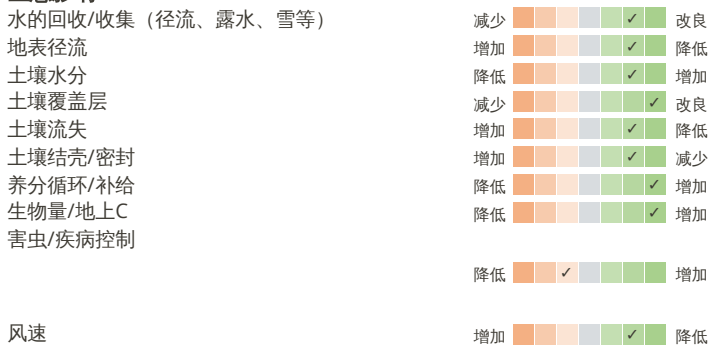 水的回收/收集（径流、露水、雪等） 减少 ✓ 改良
地表径流 增加 ✓ 降低
土壤水分 降低 ✓ 增加
土壤覆盖层 减少 ✓ 改良
土壤流失 增加 ✓ 降低
土壤结壳/密封 增加 ✓ 减少
养分循环/补给 降低 ✓ 增加
生物量/地上C 降低 ✓ 增加
害虫/疾病控制
降低 ✓ 增加
风速 增加 ✓ 降低